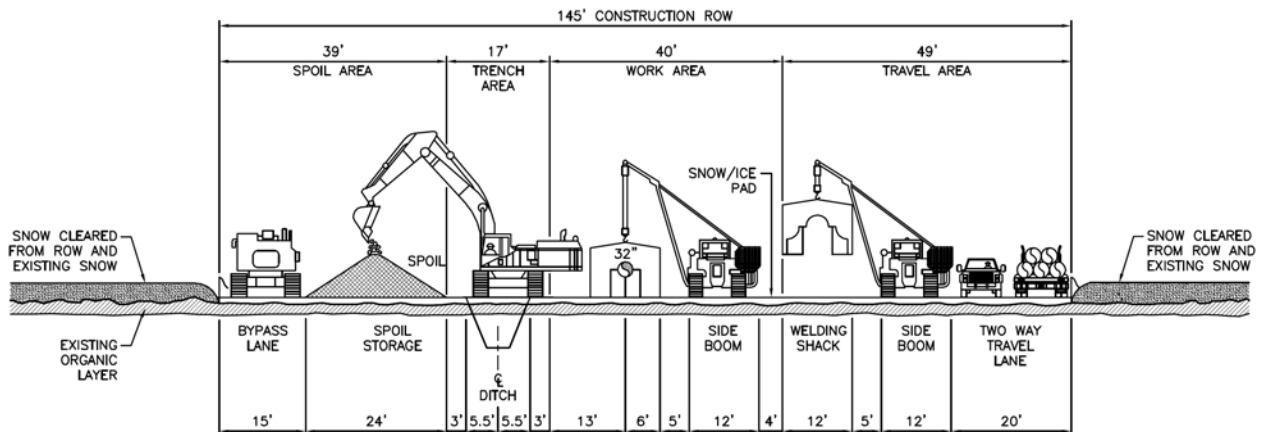 145' CONSTRUCTION ROW
39'
SPOIL AREA
17'
TRENCH
AREA
40'
WORK AREA
49'
TRAVEL AREA
SNOW/ICE
PAD
SNOW CLEARED
FROM ROW AND
EXISTING SNOW
SPOIL
32"
SNOW CLEARED
FROM ROW AND
EXISTING SNOW
EXISTING
ORGANIC
LAYER
BYPASS
LANE
SPOIL
STORAGE
℄
DITCH
SIDE
BOOM
WELDING
SHACK
SIDE
BOOM
TWO WAY
TRAVEL
LANE
15'
24'
3'
5.5'
5.5'
3'
13'
6'
5'
12'
4'
12'
5'
12'
20'